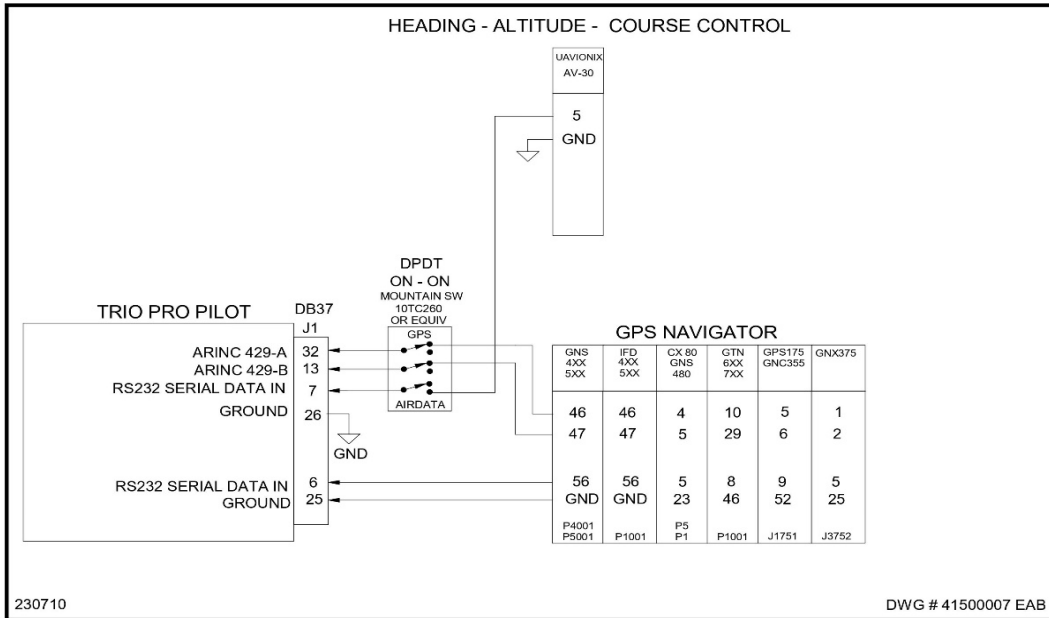 HEADING - ALTITUDE - COURSE CONTROL
UAVIONIX
AV-30
5
GND
DPDT
ON - ON
MOUNTAIN SW
10TC260
OR EQUIV
GPS
AIRDATA
TRIO PRO PILOT
DB37
J1
ARINC 429-A 32
ARINC 429-B 13
RS232 SERIAL DATA IN 7
GROUND 26
GND
RS232 SERIAL DATA IN 6
GROUND 25
GPS NAVIGATOR
GNS IFD CX 80 GTN GPS175 GNX375
4XX 4XX GNS 6XX GNC355
5XX 5XX 480 7XX
46 46 4 10 5 1
47 47 5 29 6 2
56 56 5 8 9 5
GND GND 23 46 52 25
P4001 P5
P5001 P1001 P1 P1001 J1751 J3752
230710
DWG # 41500007 EAB